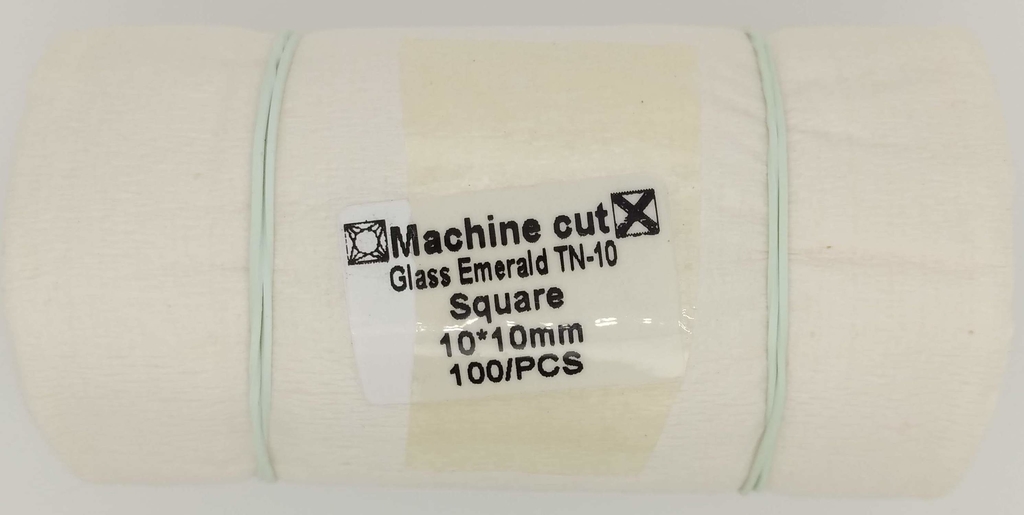 Machine cut
Glass Emerald TN-10
Square
10*10mm
100/PCS